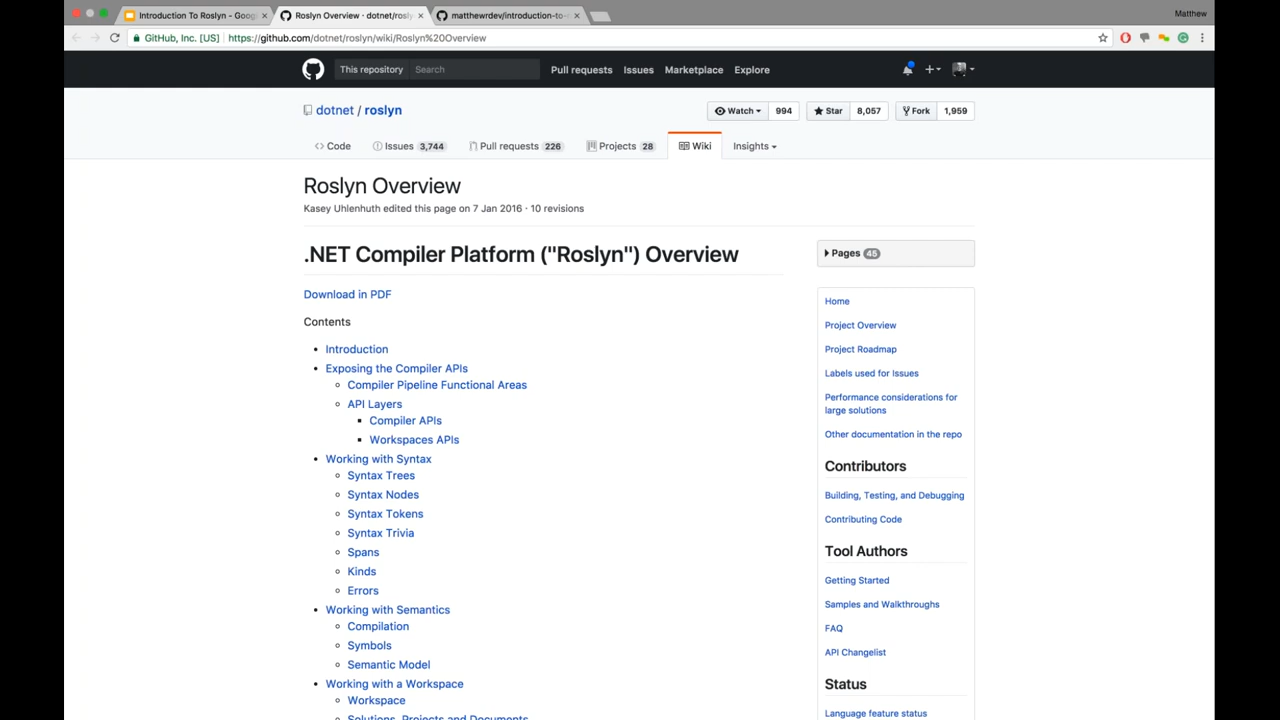 Introduction To Roslyn - Goog
Roslyn Overview · dotnet/rosly
matthewrdev/introduction-to-
Matthew
GitHub, Inc. [US]
https://github.com/dotnet/roslyn/wiki/Roslyn%20Overview
This repository
Search
Pull requests
Issues
Marketplace
Explore
dotnet / roslyn
Watch 994
Star 8,057
Fork 1,959
Code
Issues 3,744
Pull requests 226
Projects 28
Wiki
Insights
Roslyn Overview
Kasey Uhlenhuth edited this page on 7 Jan 2016 · 10 revisions
.NET Compiler Platform ("Roslyn") Overview
Download in PDF
Contents
Introduction
Exposing the Compiler APIs
Compiler Pipeline Functional Areas
API Layers
Compiler APIs
Workspaces APIs
Working with Syntax
Syntax Trees
Syntax Nodes
Syntax Tokens
Syntax Trivia
Spans
Kinds
Errors
Working with Semantics
Compilation
Symbols
Semantic Model
Working with a Workspace
Workspace
Solutions, Projects and Documents
Pages 45
Home
Project Overview
Project Roadmap
Labels used for Issues
Performance considerations for
large solutions
Other documentation in the repo
Contributors
Building, Testing, and Debugging
Contributing Code
Tool Authors
Getting Started
Samples and Walkthroughs
FAQ
API Changelist
Status
Language feature status